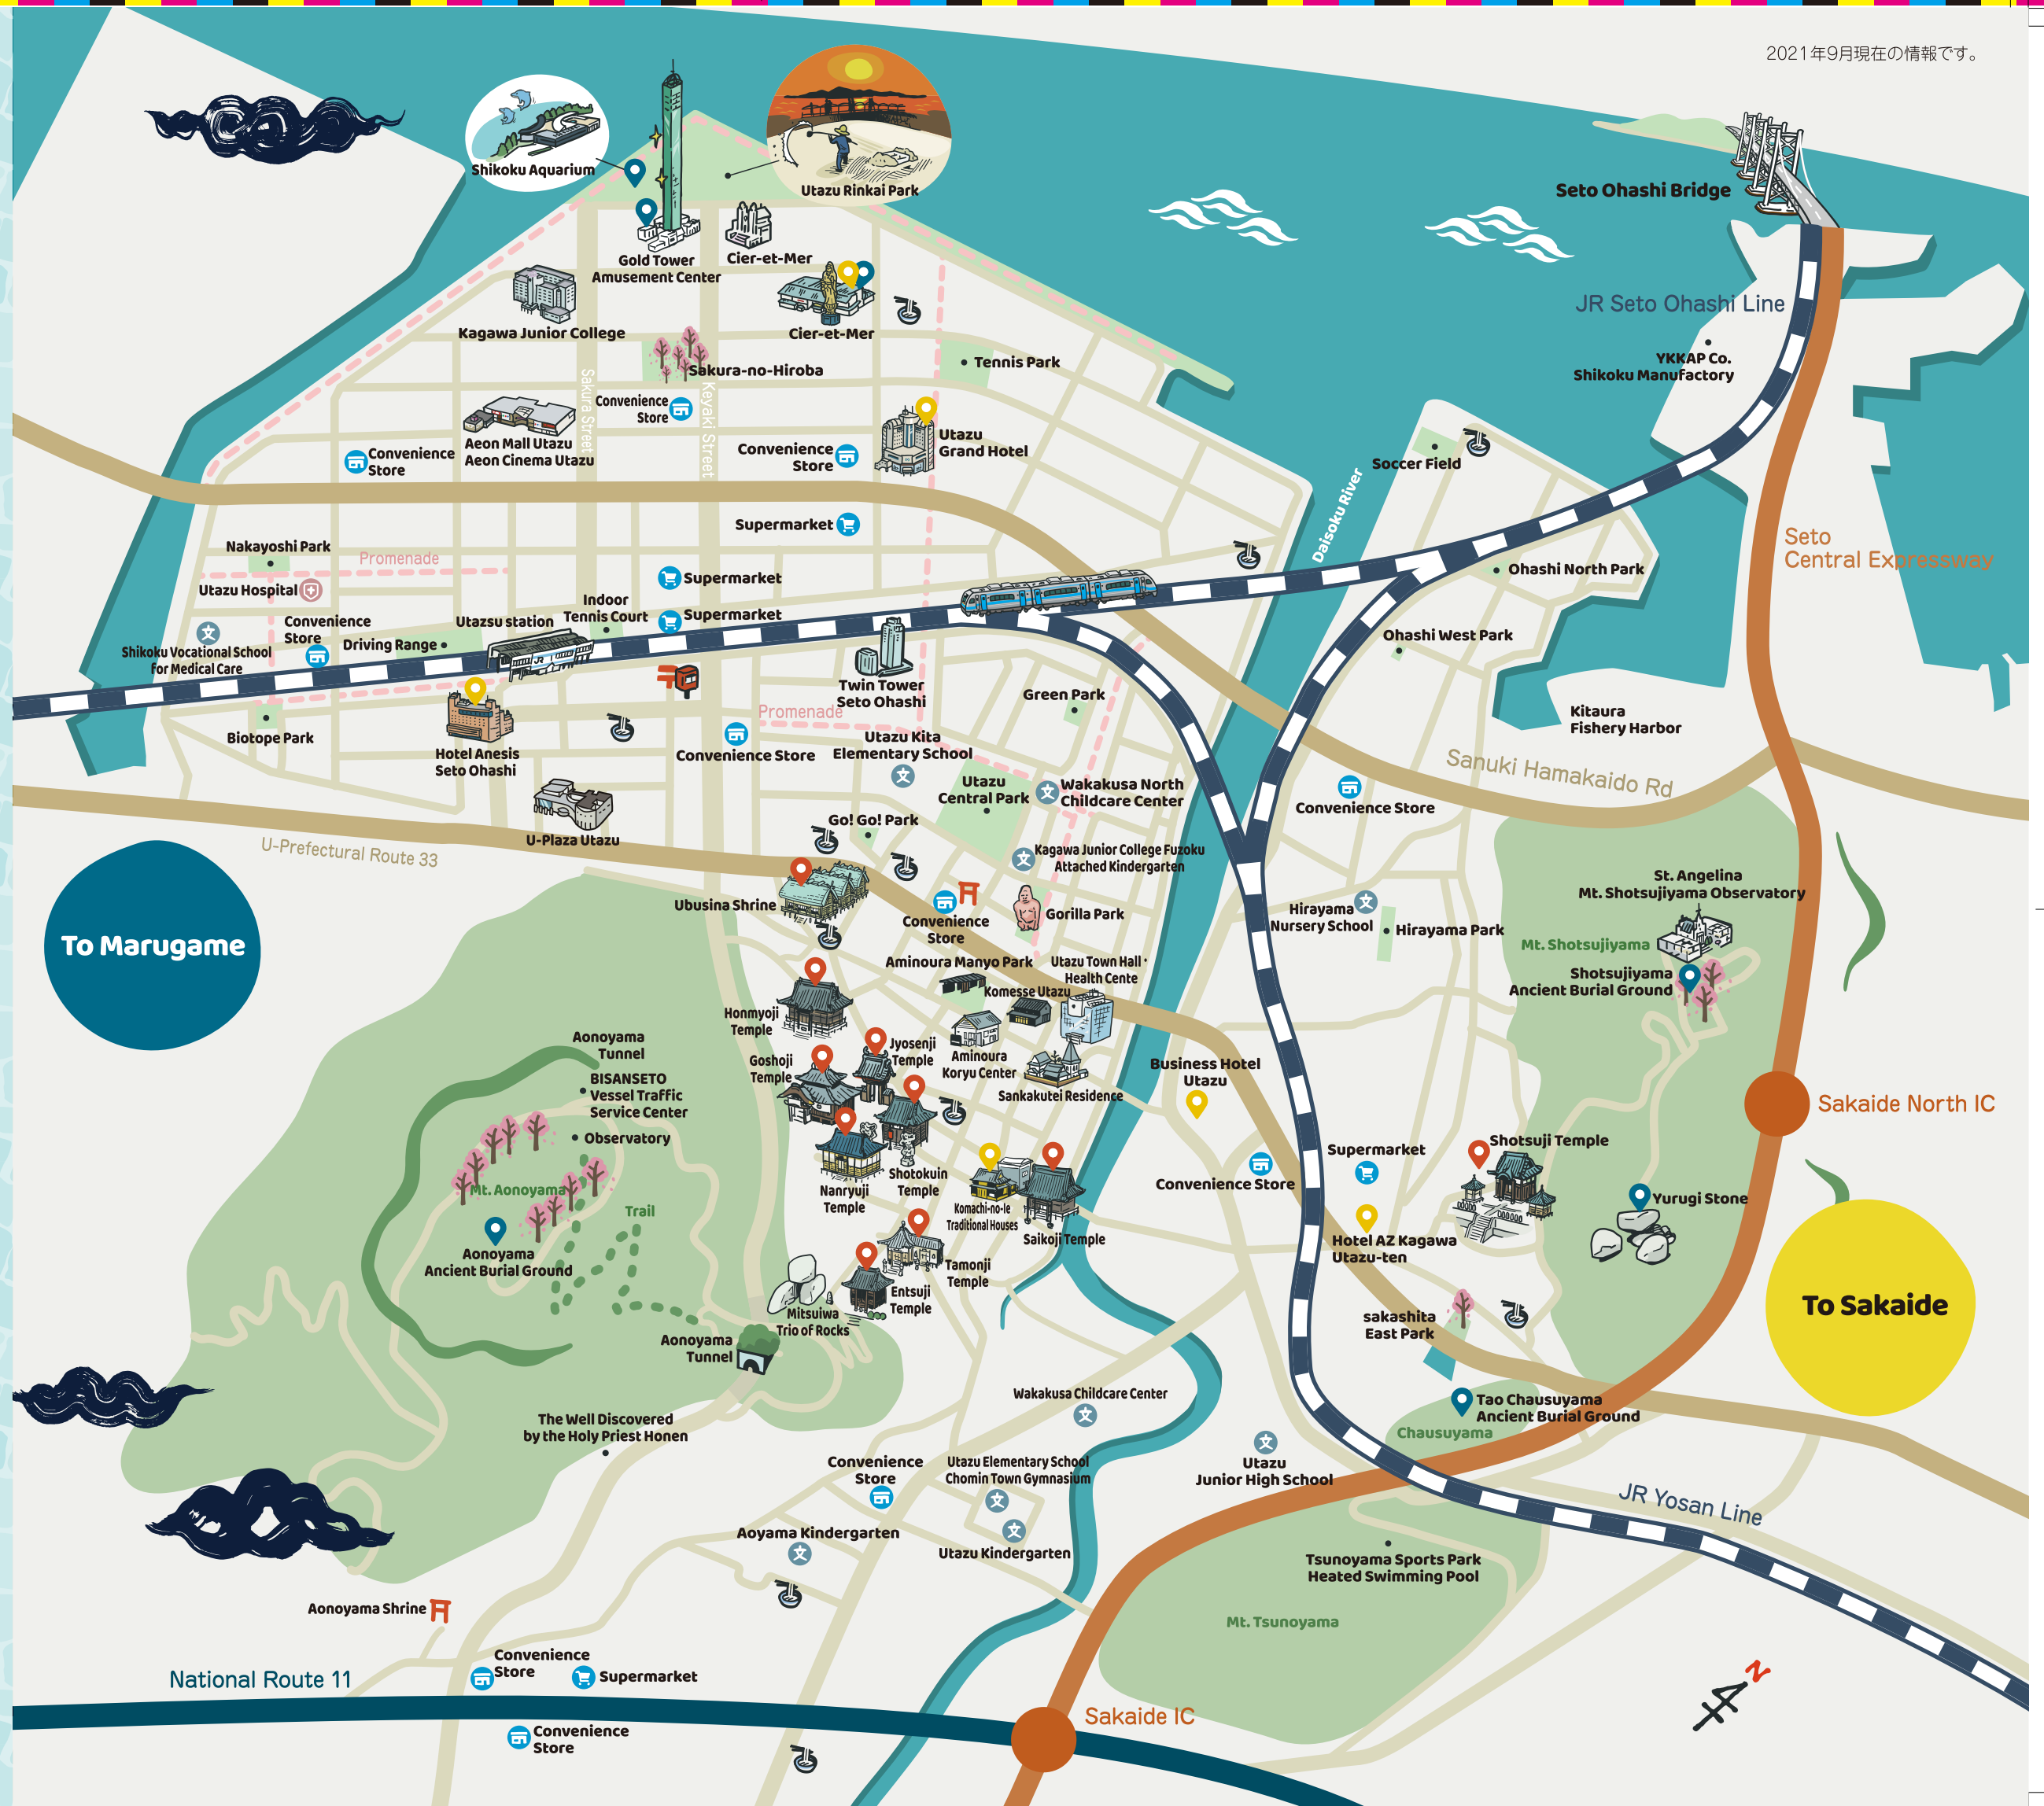 2021年9月現在の情報です。
Shikoku Aquarium
Utazu Rinkai Park
Seto Ohashi Bridge
Gold Tower
Amusement Center
Cier-et-Mer
Kagawa Junior College
Cier-et-Mer
JR Seto Ohashi Line
YKKAP Co.
Shikoku Manufactory
Sakura-no-Hiroba
Tennis Park
Sakura Street
Keyaki Street
Convenience
Store
Aeon Mall Utazu
Aeon Cinema Utazu
Convenience
Store
Convenience
Store
Utazu
Grand Hotel
Soccer Field
Daisoku River
Supermarket
Seto
Central Expressway
Nakayoshi Park
Promenade
Utazu Hospital
Supermarket
Ohashi North Park
Indoor
Tennis Court
Supermarket
Convenience
Store
Utazsu station
Driving Range
Shikoku Vocational School
for Medical Care
Ohashi West Park
Twin Tower
Seto Ohashi
Green Park
Promenade
Kitaura
Fishery Harbor
Biotope Park
Hotel Anesis
Seto Ohashi
Convenience Store
Utazu Kita
Elementary School
Sanuki Hamakaido Rd
Utazu
Central Park
Wakakusa North
Childcare Center
Convenience Store
U-Plaza Utazu
Go! Go! Park
U-Prefectural Route 33
Kagawa Junior College Fuzoku
Attached Kindergarten
St. Angelina
Mt. Shotsujiyama Observatory
Ubusina Shrine
Convenience
Store
Gorilla Park
Hirayama
Nursery School
Hirayama Park
To Marugame
Mt. Shotsujiyama
Shotsujiyama
Ancient Burial Ground
Aminoura Manyo Park
Utazu Town Hall・
Health Cente
Komesse Utazu
Honmyoji
Temple
Aonoyama
Tunnel
Goshoji
Temple
Jyosenji
Temple
Aminoura
Koryu Center
Business Hotel
Utazu
BISANSETO
Vessel Traffic
Service Center
Sankakutei Residence
Sakaide North IC
Observatory
Supermarket
Shotsuji Temple
Mt. Aonoyama
Nanryuji
Temple
Shotokuin
Temple
Convenience Store
Yurugi Stone
Trail
Komachi-no-Ie
Traditional Houses
Saikoji Temple
Hotel AZ Kagawa
Utazu-ten
Aonoyama
Ancient Burial Ground
Tamonji
Temple
Entsuji
Temple
Mitsuiwa
Trio of Rocks
To Sakaide
sakashita
East Park
Aonoyama
Tunnel
Wakakusa Childcare Center
Tao Chausuyama
Ancient Burial Ground
Chausuyama
The Well Discovered
by the Holy Priest Honen
Convenience
Store
Utazu Elementary School
Chomin Town Gymnasium
Utazu
Junior High School
JR Yosan Line
Aoyama Kindergarten
Utazu Kindergarten
Tsunoyama Sports Park
Heated Swimming Pool
Aonoyama Shrine
Mt. Tsunoyama
Convenience
Store
Supermarket
National Route 11
Sakaide IC
Convenience
Store
N
JR
文
文
文
文
文
文
文
文
文
文